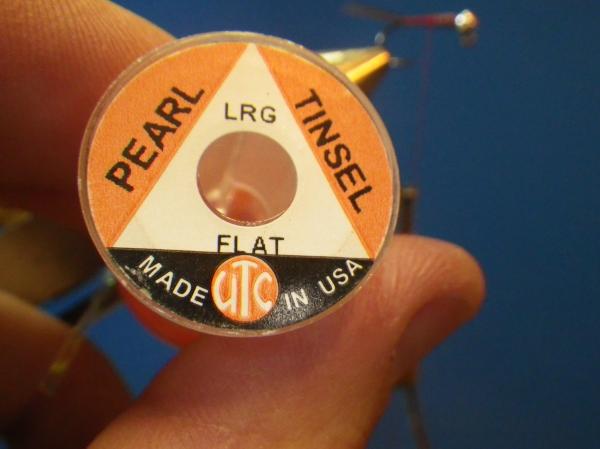 PEARL
LRG
TINSEL
FLAT
MADE UTC IN USA